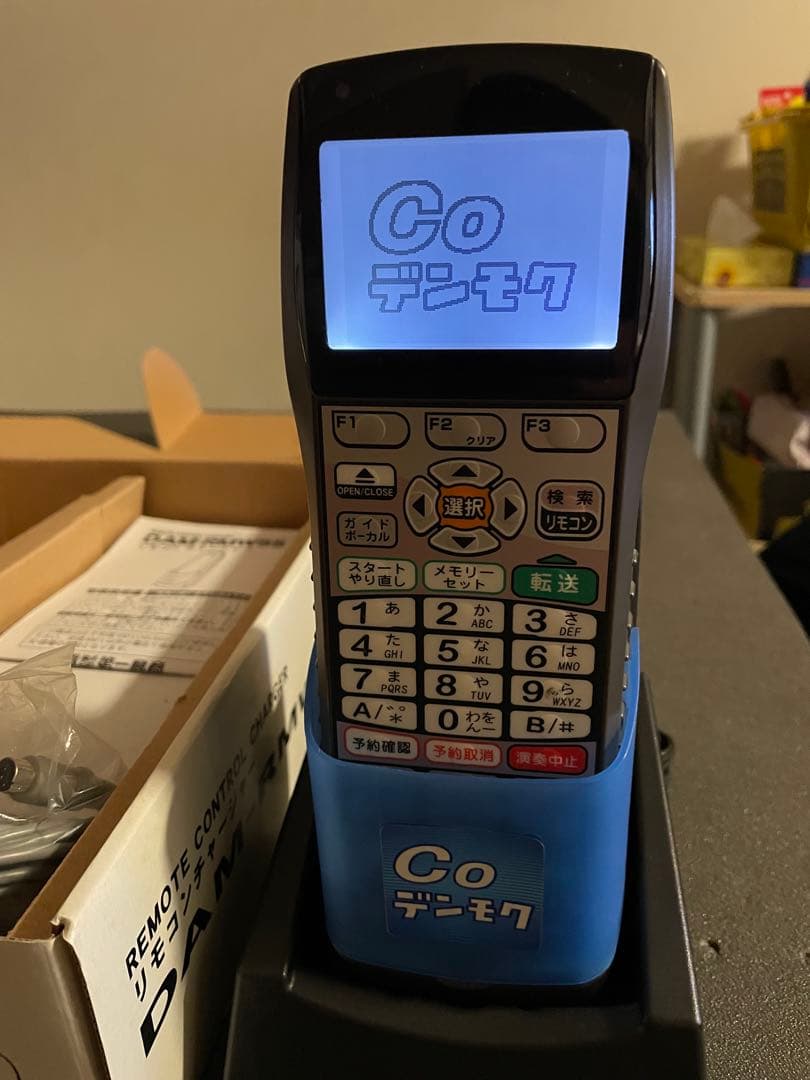 Co
デンモク
F1
F2
クリア
F3
OPEN/CLOSE
選択
検索
リモコン
ガイド
ボーカル
スタート
やり直し
メモリー
セット
転送
1 あ
2 か
ABC
3 さ
DEF
4 た
GHI
5 な
JKL
6 は
MNO
7 ま
PQRS
8 や
TUV
9 ら
WXYZ
A/゛゜
*
0 わを
んー
B/#
予約確認
予約取消
演奏中止
Co
デンモク
REMOTE CONTROL CHARGER
リモコンチャージャー
DAM-